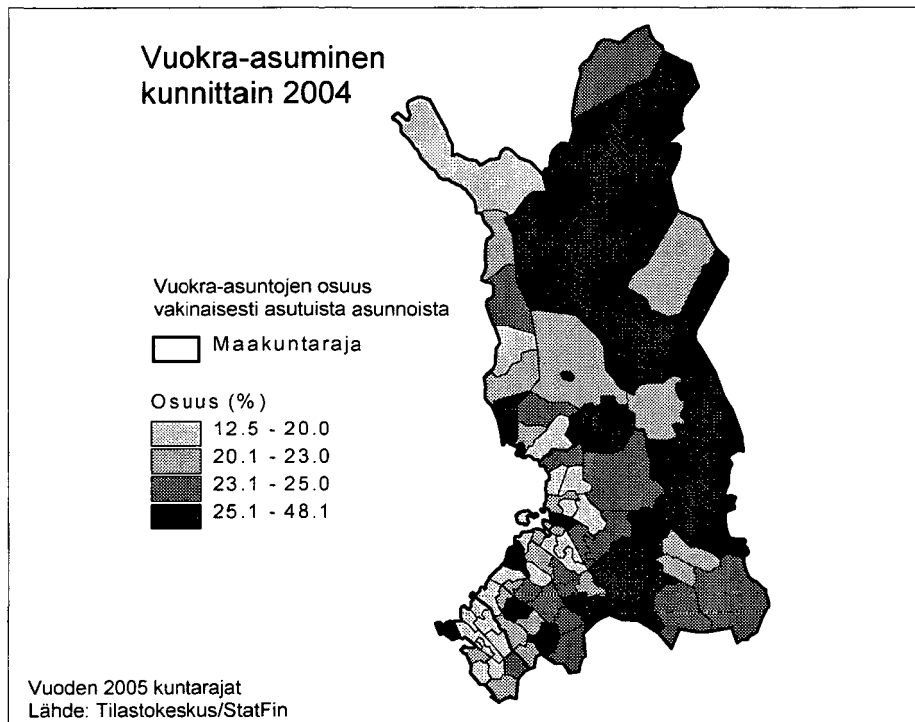 Vuokra-asuminen
kunnittain 2004
Vuokra-asuntojen osuus
vakinaisesti asutuista asunnoista
Maakuntaraja
Osuus (%)
12.5 - 20.0
20.1 - 23.0
23.1 - 25.0
25.1 - 48.1
Vuoden 2005 kuntarajat
Lähde: Tilastokeskus/StatFin